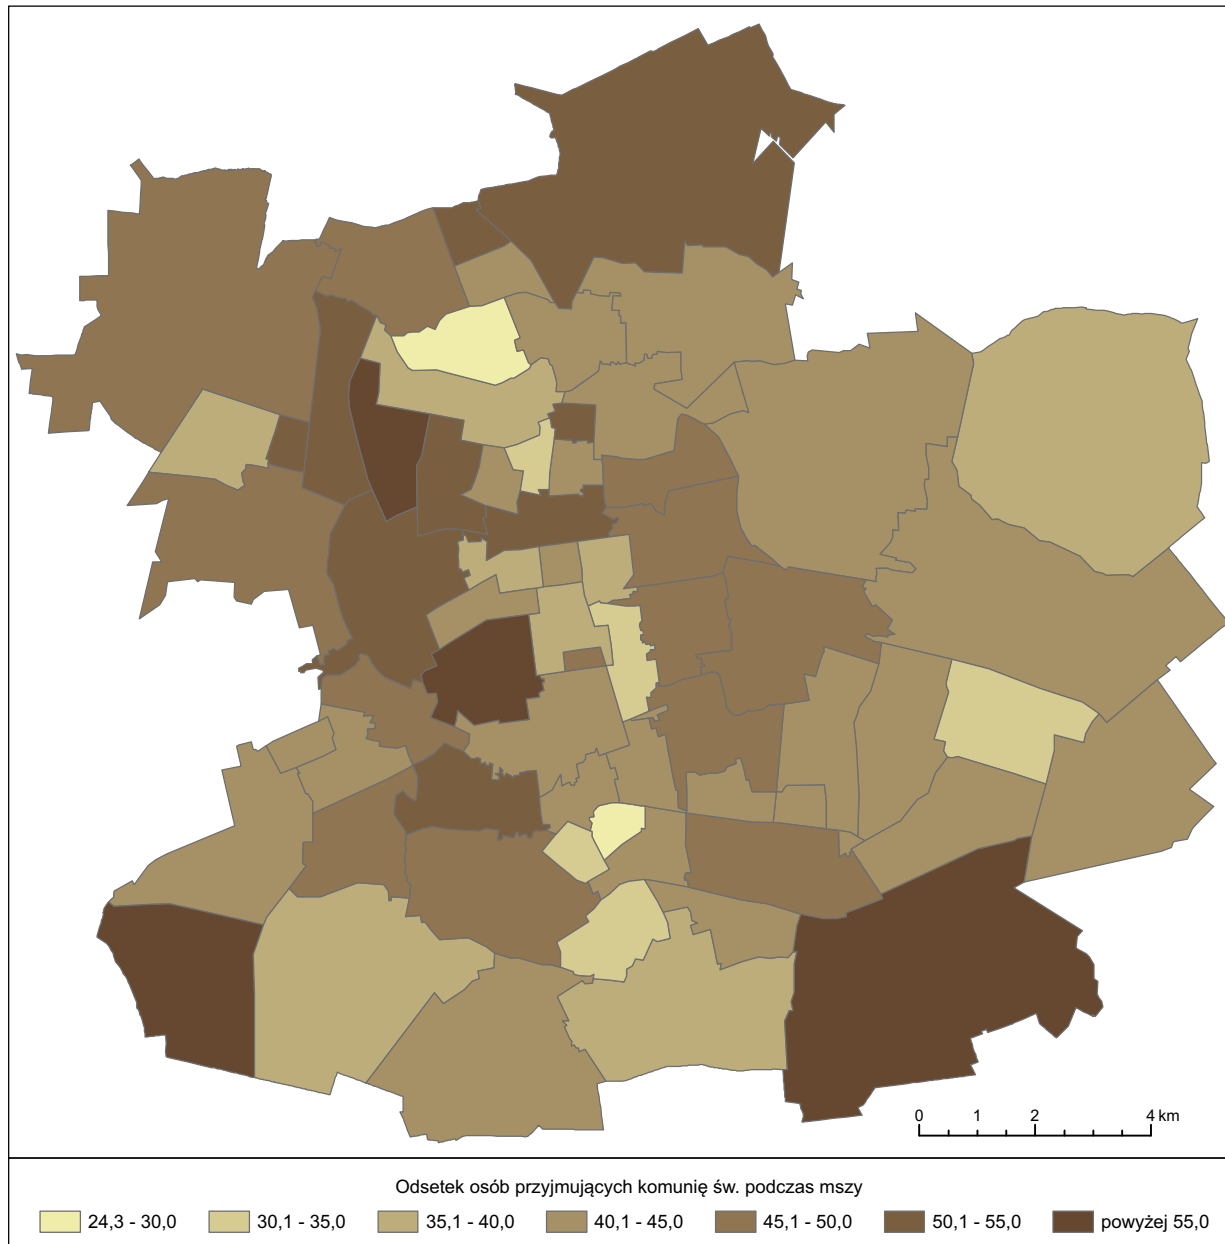 0 1 2 4 km
Odsetek osób przyjmujących komunię św. podczas mszy
24,3 - 30,0 30,1 - 35,0 35,1 - 40,0 40,1 - 45,0 45,1 - 50,0 50,1 - 55,0 powyżej 55,0